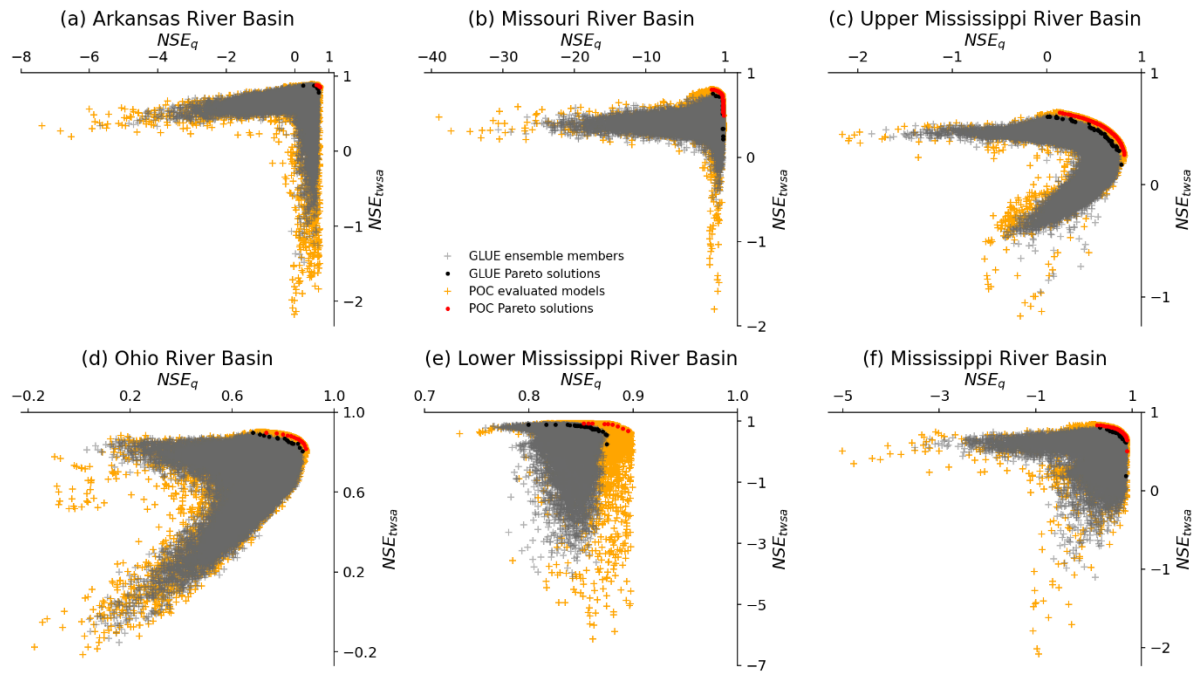 (a) Arkansas River Basin
NSE_q
−8 −6 −4 −2 0 1
1
0
−1
−2
NSE_twsa
(b) Missouri River Basin
NSE_q
−40 −30 −20 −10 1
1
0
−1
−2
NSE_twsa
GLUE ensemble members
GLUE Pareto solutions
POC evaluated models
POC Pareto solutions
(c) Upper Mississippi River Basin
NSE_q
−2 −1 0 1
1
0
−1
NSE_twsa
(d) Ohio River Basin
NSE_q
−0.2 0.2 0.6 1.0
1.0
0.6
0.2
−0.2
NSE_twsa
(e) Lower Mississippi River Basin
NSE_q
0.7 0.8 0.9 1.0
1
−1
−3
−5
−7
NSE_twsa
(f) Mississippi River Basin
NSE_q
−5 −3 −1 1
1
0
−1
−2
NSE_twsa